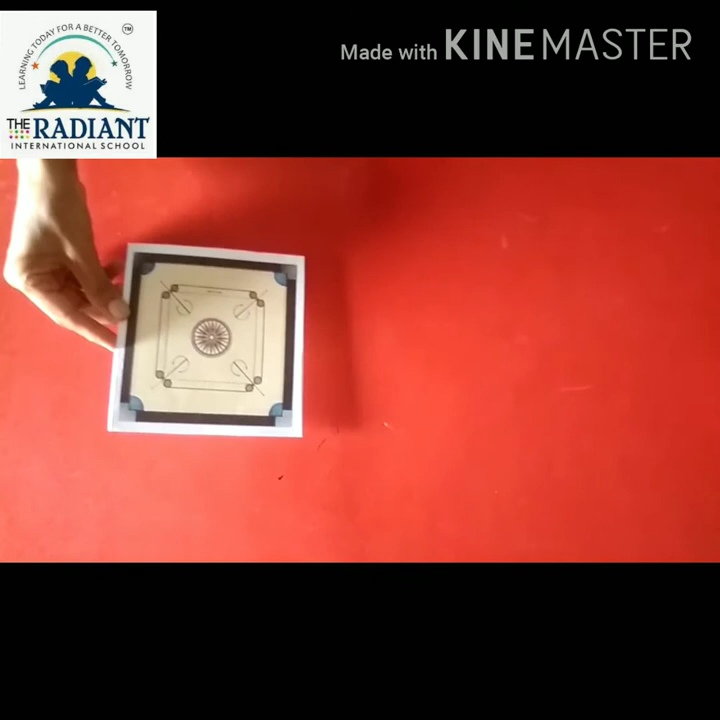 LEARNING TODAY FOR A BETTER TOMORROW
TM
THE RADIANT
INTERNATIONAL SCHOOL
Made with KINEMASTER